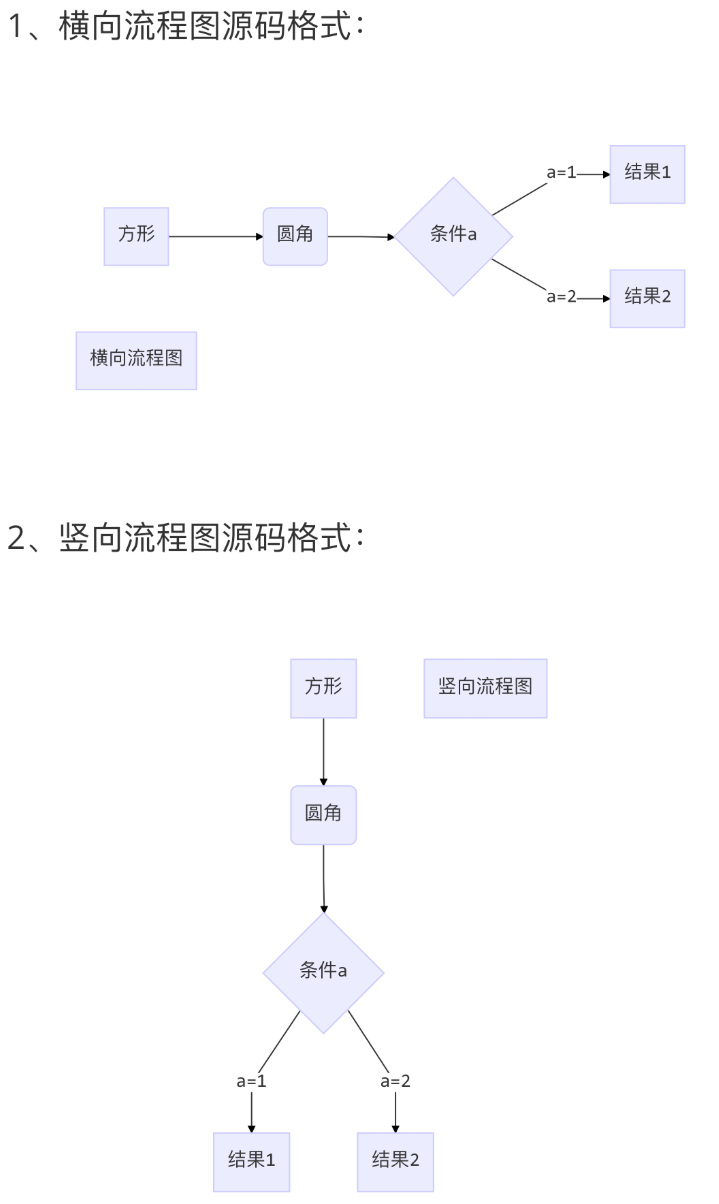 1、横向流程图源码格式：
a=1
结果1
方形
圆角
条件a
a=2
结果2
横向流程图
2、竖向流程图源码格式：
方形
竖向流程图
圆角
条件a
a=1
a=2
结果1
结果2